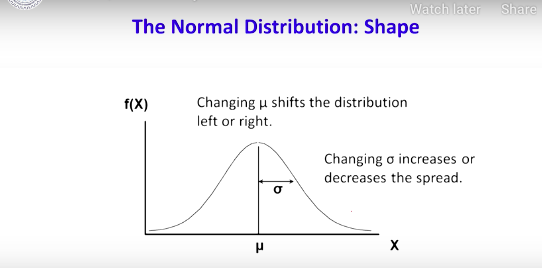 Watch later Share
The Normal Distribution: Shape
f(X)
Changing μ shifts the distribution
left or right.
Changing σ increases or
decreases the spread.
σ
μ
X